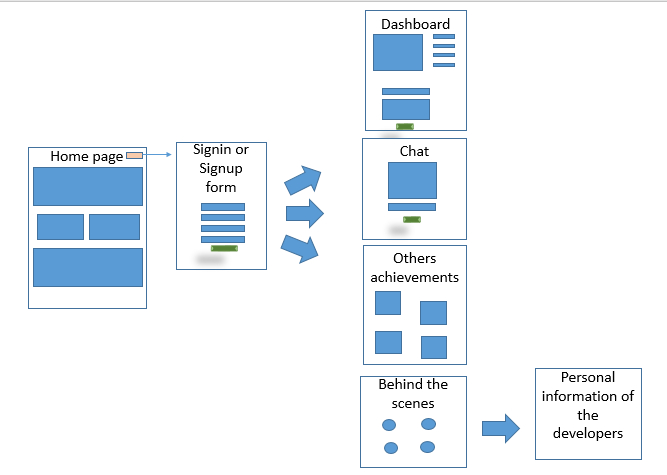 Home page
Signin or
Signup
form
Dashboard
Chat
Others
achievements
Behind the
scenes
Personal
information of
the
developers